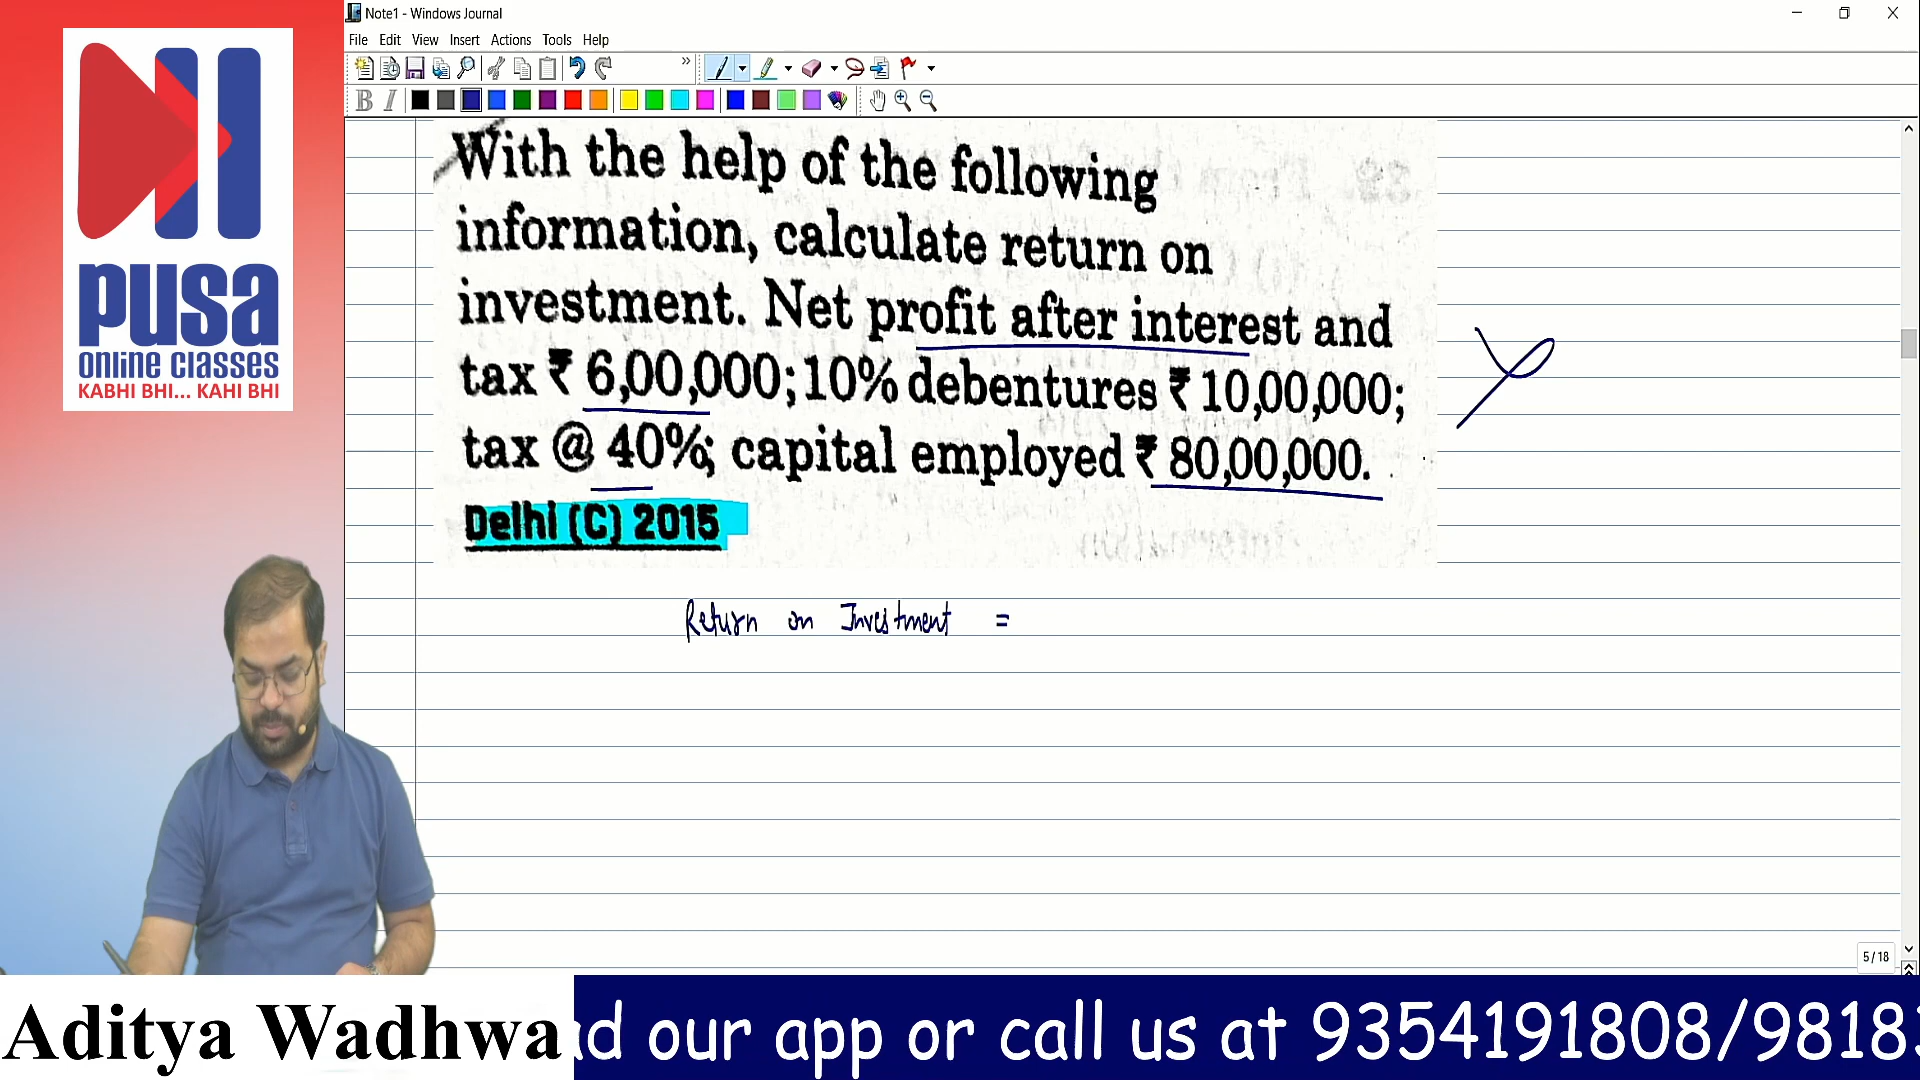 Note1 - Windows Journal
File Edit View Insert Actions Tools Help
B I
With the help of the following
information, calculate return on
investment. Net profit after interest and
tax ₹ 6,00,000; 10% debentures ₹ 10,00,000;
tax @ 40%; capital employed ₹ 80,00,000.
Delhi (C) 2015
Return on Investment =
5 / 18
pusa
online classes
KABHI BHI... KAHI BHI
Aditya Wadhwa
d our app or call us at 9354191808/9818